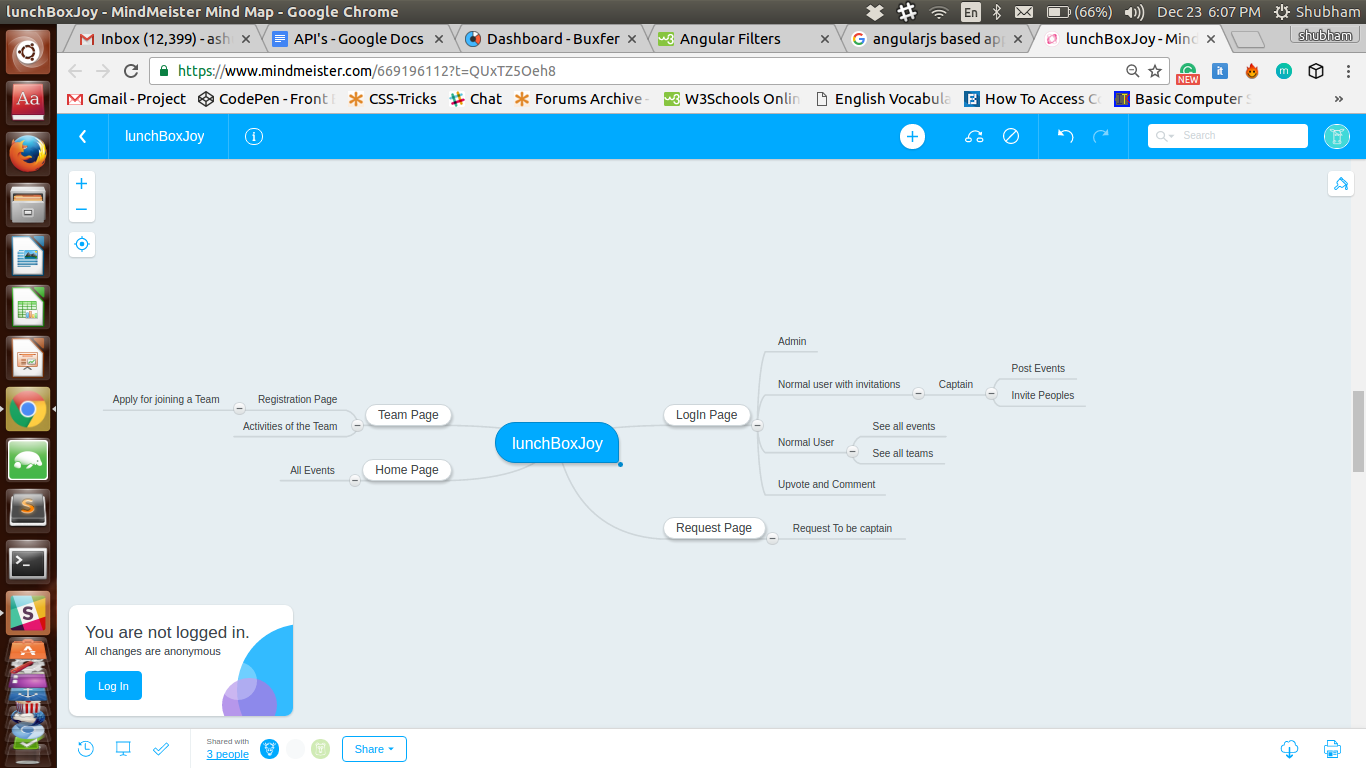 lunchBoxJoy - MindMeister Mind Map - Google Chrome
En
(66%)
Dec 23 6:07 PM
Shubham
Inbox (12,399) - ash
API's - Google Docs
Dashboard - Buxfer
Angular Filters
angularjs based ap
lunchBoxJoy - Mind
shubham
https://www.mindmeister.com/669196112?t=QUxTZ5Oeh8
NEW
it
m
Gmail - Project
CodePen - Front
CSS-Tricks
Chat
Forums Archive -
W3Schools Onlin
English Vocabula
How To Access C
Basic Computer S
»
lunchBoxJoy
Search
Admin
Normal user with invitations
Captain
Post Events
Invite Peoples
Apply for joining a Team
Registration Page
Team Page
Activities of the Team
LogIn Page
lunchBoxJoy
Normal User
See all events
See all teams
All Events
Home Page
Upvote and Comment
Request Page
Request To be captain
You are not logged in.
All changes are anonymous
Log In
Shared with
3 people
Share
Aa
S
>_
S